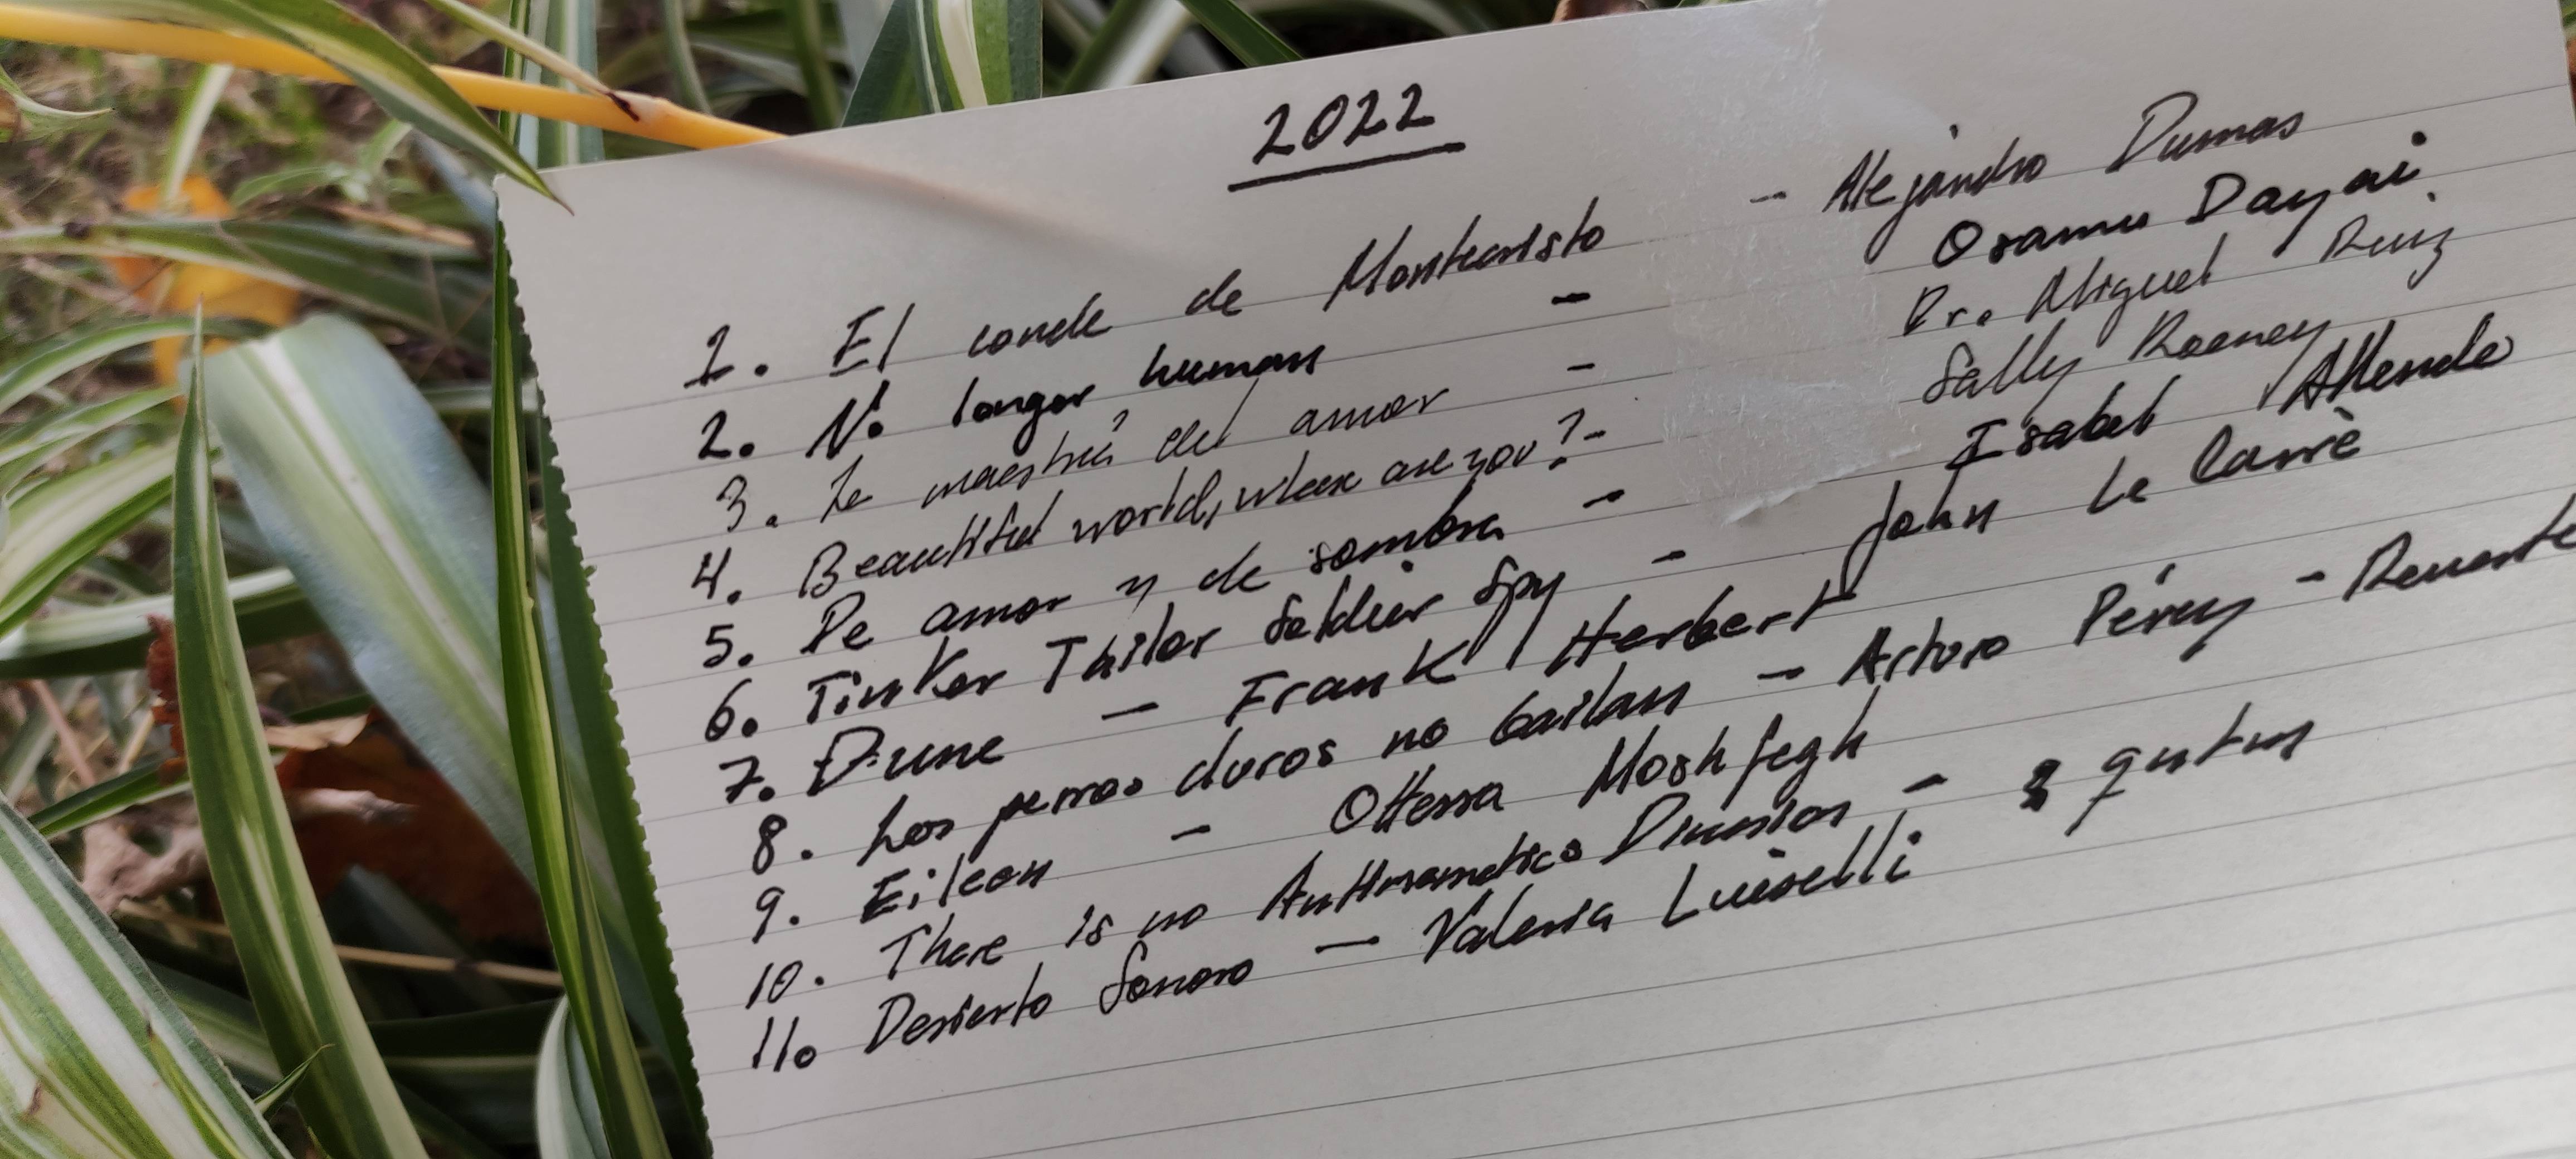 2022
1. El conde de Montecristo - Alejandro Dumas
2. No longer human - Osamu Dazai
3. La maestría del amor - Dr. Miguel Ruiz
4. Beautiful world, where are you? - Sally Rooney
5. De amor y de sombra - Isabel Allende
6. Tinker Tailor Soldier Spy - John Le Carrè
7. Dune - Frank Herbert
8. Los perros duros no bailan - Arturo Pérez - Reverte
9. Eileen - Ottessa Moshfegh
10. There is no Antimemetics Division - qntm
11. Desierto Sonoro - Valeria Luiselli